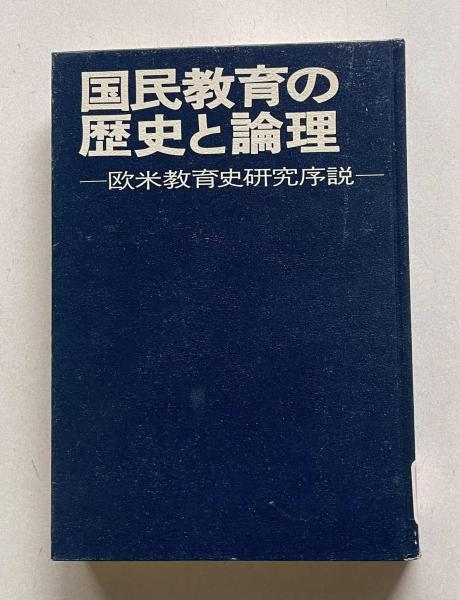 国民教育の
歴史と論理
—欧米教育史研究序説—